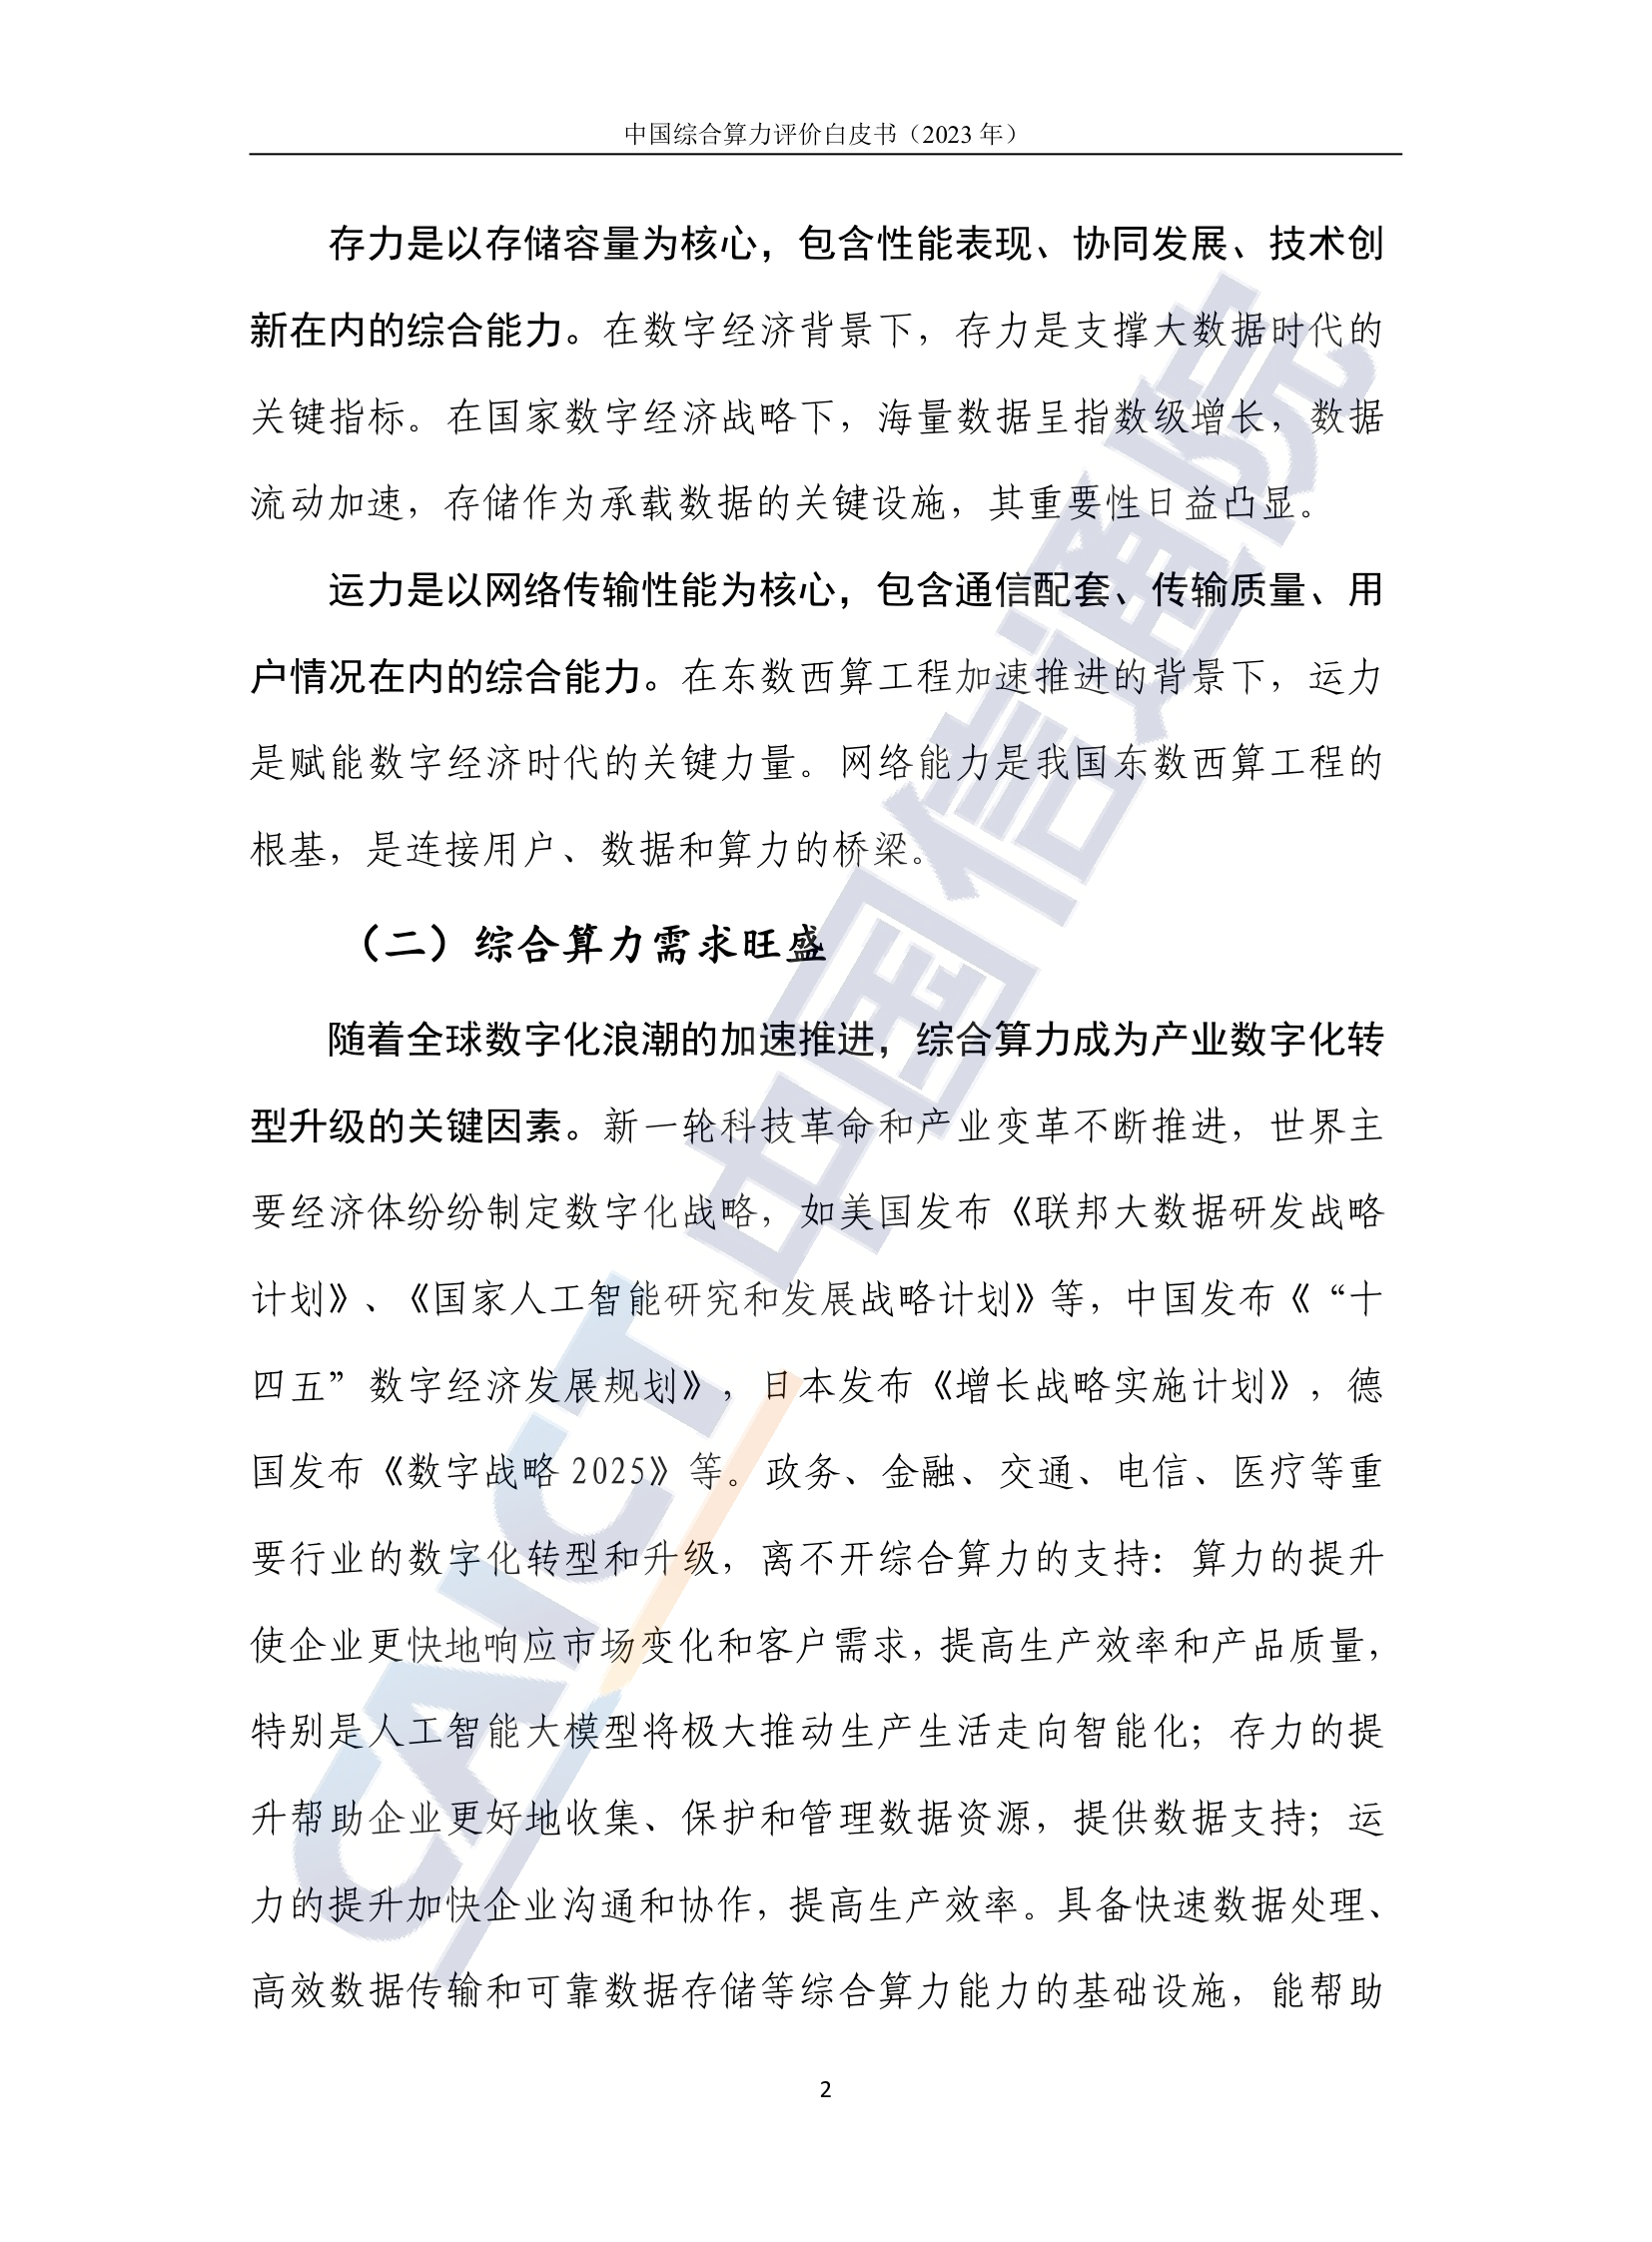 中国综合算力评价白皮书（2023 年）
存力是以存储容量为核心，包含性能表现、协同发展、技术创
新在内的综合能力。在数字经济背景下，存力是支撑大数据时代的
关键指标。在国家数字经济战略下，海量数据呈指数级增长，数据
流动加速，存储作为承载数据的关键设施，其重要性日益凸显。
运力是以网络传输性能为核心，包含通信配套、传输质量、用
户情况在内的综合能力。在东数西算工程加速推进的背景下，运力
是赋能数字经济时代的关键力量。网络能力是我国东数西算工程的
根基，是连接用户、数据和算力的桥梁。
（二）综合算力需求旺盛
随着全球数字化浪潮的加速推进，综合算力成为产业数字化转
型升级的关键因素。新一轮科技革命和产业变革不断推进，世界主
要经济体纷纷制定数字化战略，如美国发布《联邦大数据研发战略
计划》、《国家人工智能研究和发展战略计划》等，中国发布《“十
四五”数字经济发展规划》，日本发布《增长战略实施计划》，德
国发布《数字战略 2025》等。政务、金融、交通、电信、医疗等重
要行业的数字化转型和升级，离不开综合算力的支持：算力的提升
使企业更快地响应市场变化和客户需求，提高生产效率和产品质量，
特别是人工智能大模型将极大推动生产生活走向智能化；存力的提
升帮助企业更好地收集、保护和管理数据资源，提供数据支持；运
力的提升加快企业沟通和协作，提高生产效率。具备快速数据处理、
高效数据传输和可靠数据存储等综合算力能力的基础设施，能帮助
2
CAICT 中国信通院